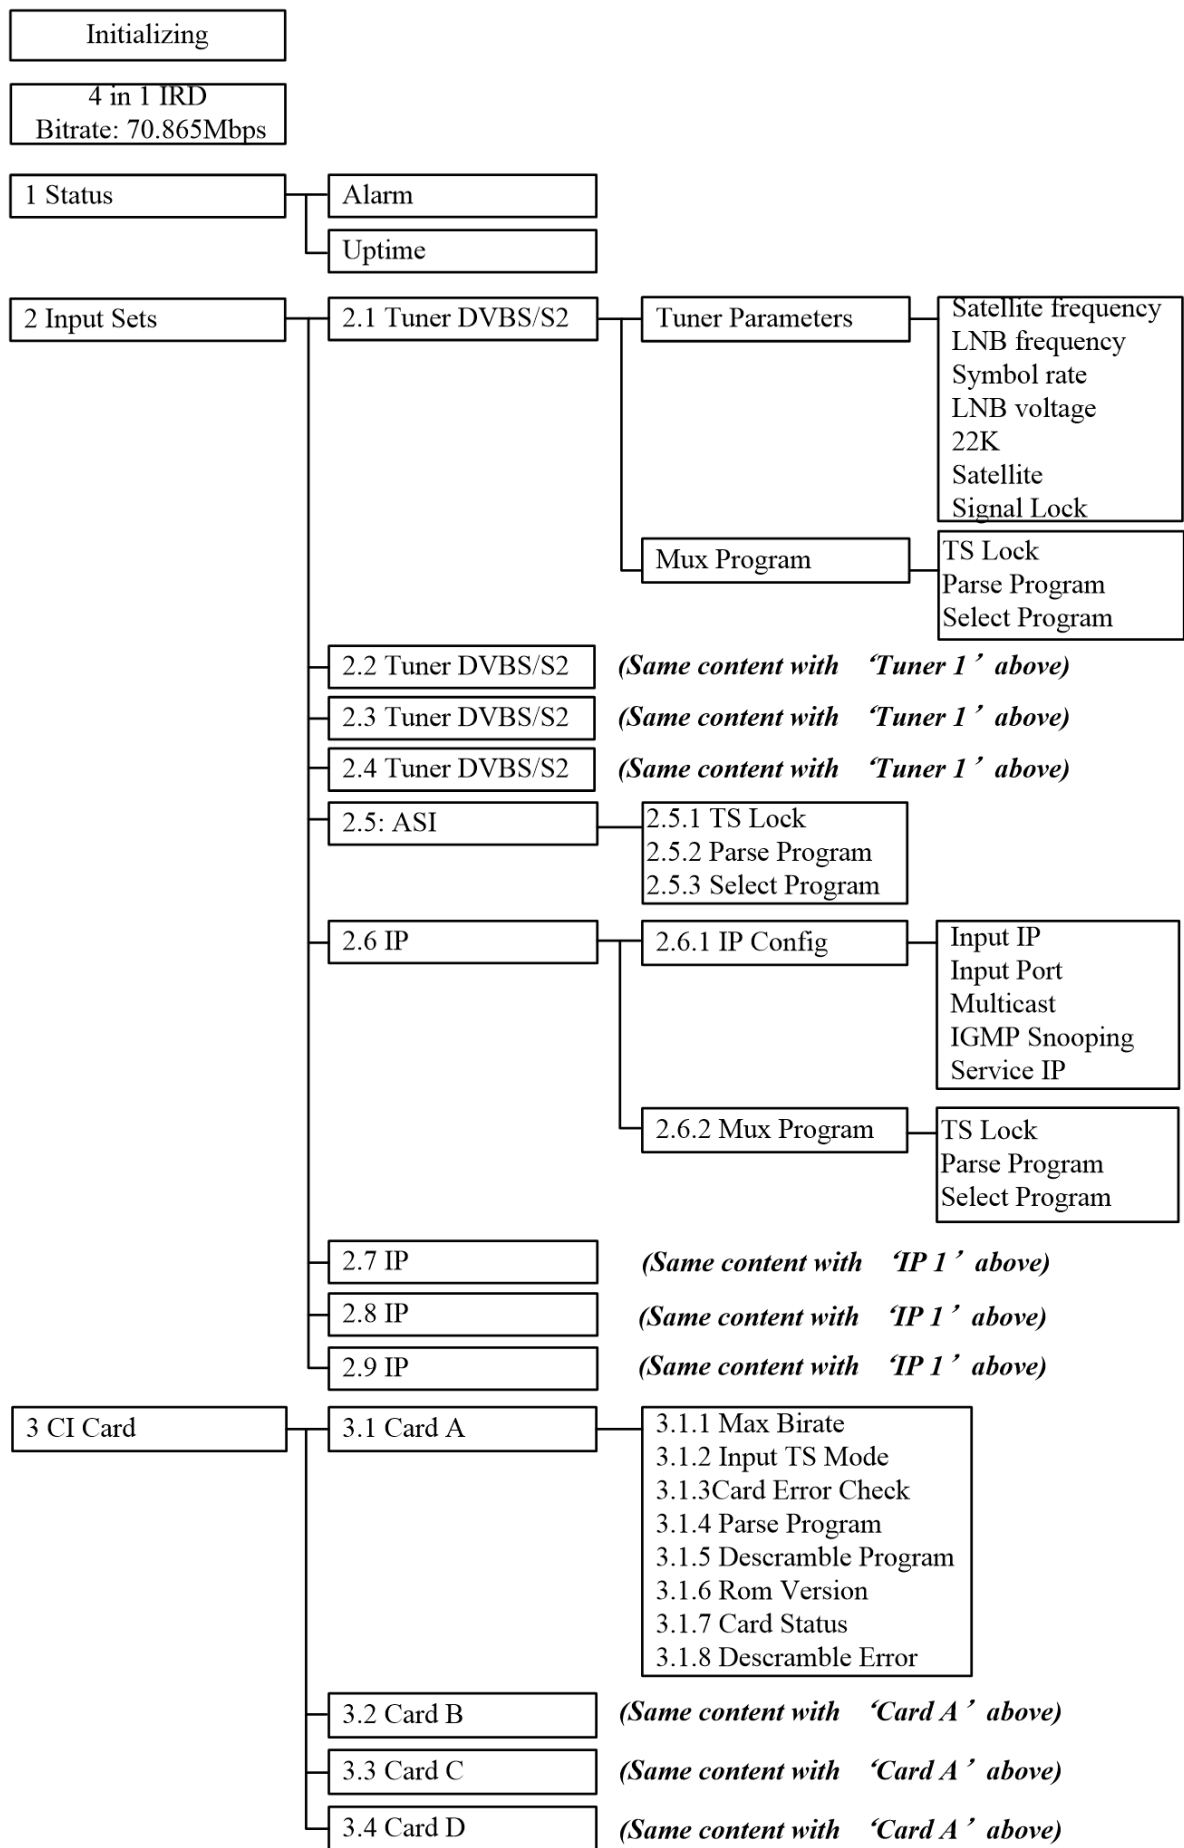 Initializing
4 in 1 IRD
Bitrate: 70.865Mbps
1 Status
Alarm
Uptime
2 Input Sets
2.1 Tuner DVBS/S2
Tuner Parameters
Satellite frequency
LNB frequency
Symbol rate
LNB voltage
22K
Satellite
Signal Lock
Mux Program
TS Lock
Parse Program
Select Program
2.2 Tuner DVBS/S2
(Same content with ‘Tuner 1’ above)
2.3 Tuner DVBS/S2
(Same content with ‘Tuner 1’ above)
2.4 Tuner DVBS/S2
(Same content with ‘Tuner 1’ above)
2.5: ASI
2.5.1 TS Lock
2.5.2 Parse Program
2.5.3 Select Program
2.6 IP
2.6.1 IP Config
Input IP
Input Port
Multicast
IGMP Snooping
Service IP
2.6.2 Mux Program
TS Lock
Parse Program
Select Program
2.7 IP
(Same content with ‘IP 1’ above)
2.8 IP
(Same content with ‘IP 1’ above)
2.9 IP
(Same content with ‘IP 1’ above)
3 CI Card
3.1 Card A
3.1.1 Max Birate
3.1.2 Input TS Mode
3.1.3Card Error Check
3.1.4 Parse Program
3.1.5 Descramble Program
3.1.6 Rom Version
3.1.7 Card Status
3.1.8 Descramble Error
3.2 Card B
(Same content with ‘Card A’ above)
3.3 Card C
(Same content with ‘Card A’ above)
3.4 Card D
(Same content with ‘Card A’ above)